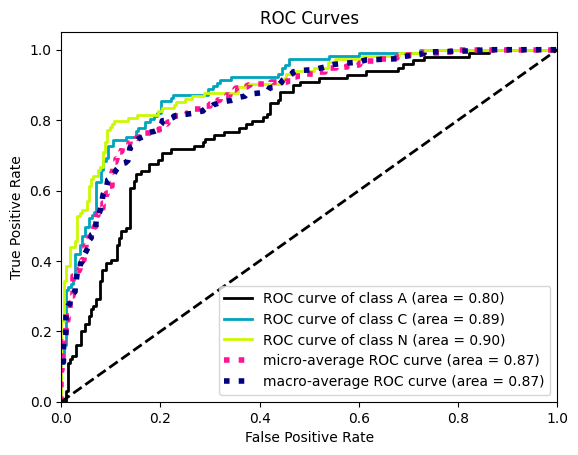 ROC Curves
True Positive Rate
1.0
0.8
0.6
0.4
0.2
0.0
ROC curve of class A (area = 0.80)
ROC curve of class C (area = 0.89)
ROC curve of class N (area = 0.90)
micro-average ROC curve (area = 0.87)
macro-average ROC curve (area = 0.87)
0.0 0.2 0.4 0.6 0.8 1.0
False Positive Rate